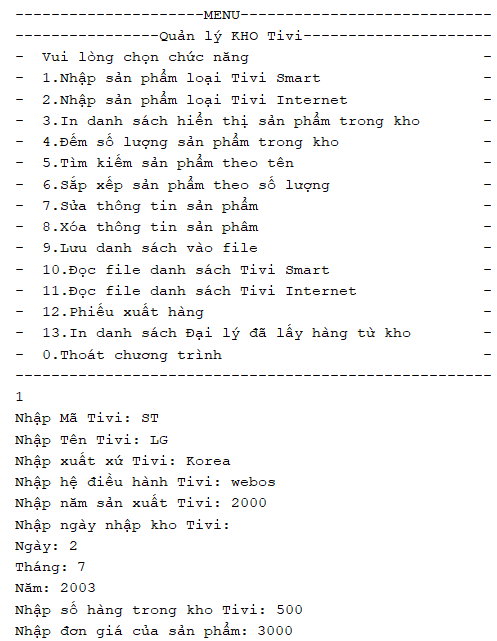 ---------------------MENU----------------------------
----------------Quản lý KHO Tivi---------------------
-  Vui lòng chọn chức năng                          -
-  1.Nhập sản phẩm loại Tivi Smart                  -
-  2.Nhập sản phẩm loại Tivi Internet               -
-  3.In danh sách hiển thị sản phẩm trong kho       -
-  4.Đếm số lượng sản phẩm trong kho                -
-  5.Tìm kiếm sản phẩm theo tên                     -
-  6.Sắp xếp sản phẩm theo số lượng                 -
-  7.Sửa thông tin sản phẩm                         -
-  8.Xóa thông tin sản phâm                         -
-  9.Lưu danh sách vào file                         -
-  10.Đọc file danh sách Tivi Smart                 -
-  11.Đọc file danh sách Tivi Internet              -
-  12.Phiếu xuất hàng                               -
-  13.In danh sách Đại lý đã lấy hàng từ kho        -
-  0.Thoát chương trình                             -
-----------------------------------------------------
1
Nhập Mã Tivi: ST
Nhập Tên Tivi: LG
Nhập xuất xứ Tivi: Korea
Nhập hệ điều hành Tivi: webos
Nhập năm sản xuất Tivi: 2000
Nhập ngày nhập kho Tivi:
Ngày: 2
Tháng: 7
Năm: 2003
Nhập số hàng trong kho Tivi: 500
Nhập đơn giá của sản phẩm: 3000